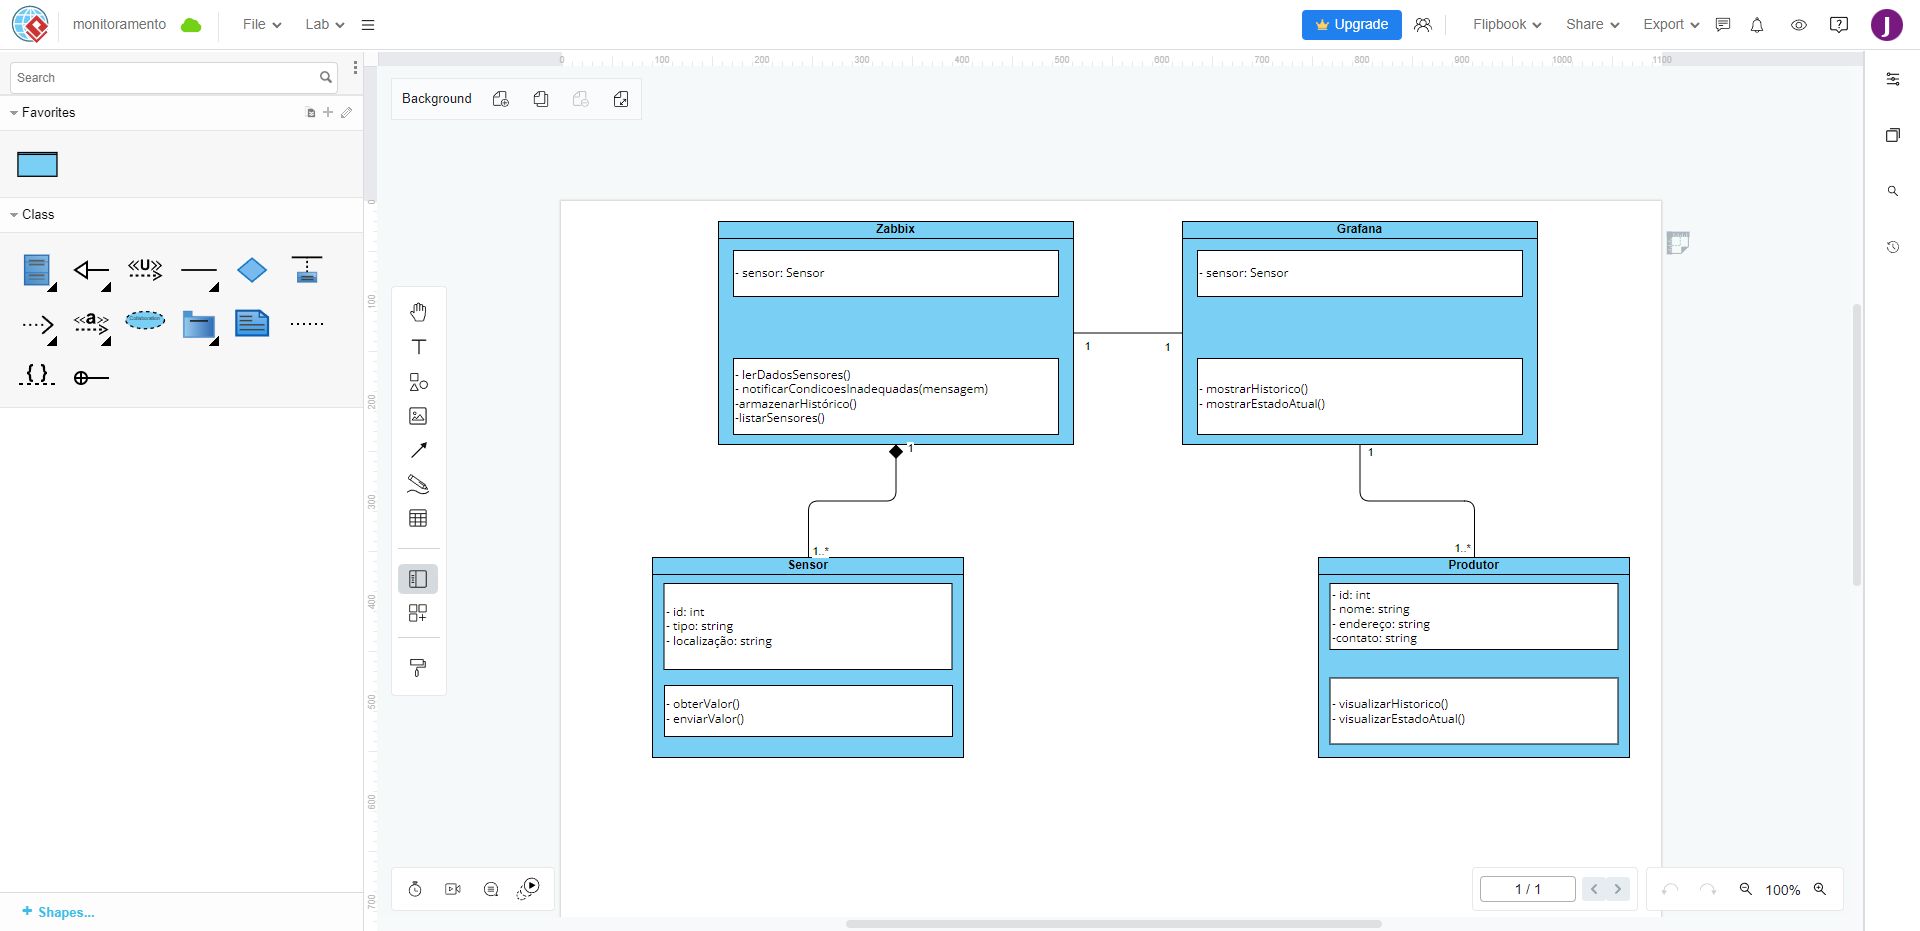 monitoramento
File
Lab
Upgrade
Flipbook
Share
Export
J
Search
Favorites
Class
<<U>>
<<a>>
{ }
+ Shapes...
Background
0 100 200 300 400 500 600 700 800 900 1000 1100
0
100
200
300
400
500
600
700
Zabbix
- sensor: Sensor
- lerDadosSensores()
- notificarCondicoesInadequadas(mensagem)
-armazenarHistórico()
-listarSensores()
1
1
Grafana
- sensor: Sensor
- mostrarHistorico()
- mostrarEstadoAtual()
1
1..*
1
1..*
Sensor
- id: int
- tipo: string
- localização: string
- obterValor()
- enviarValor()
Produtor
- id: int
- nome: string
- endereço: string
-contato: string
- visualizarHistorico()
- visualizarEstadoAtual()
1 / 1
100%